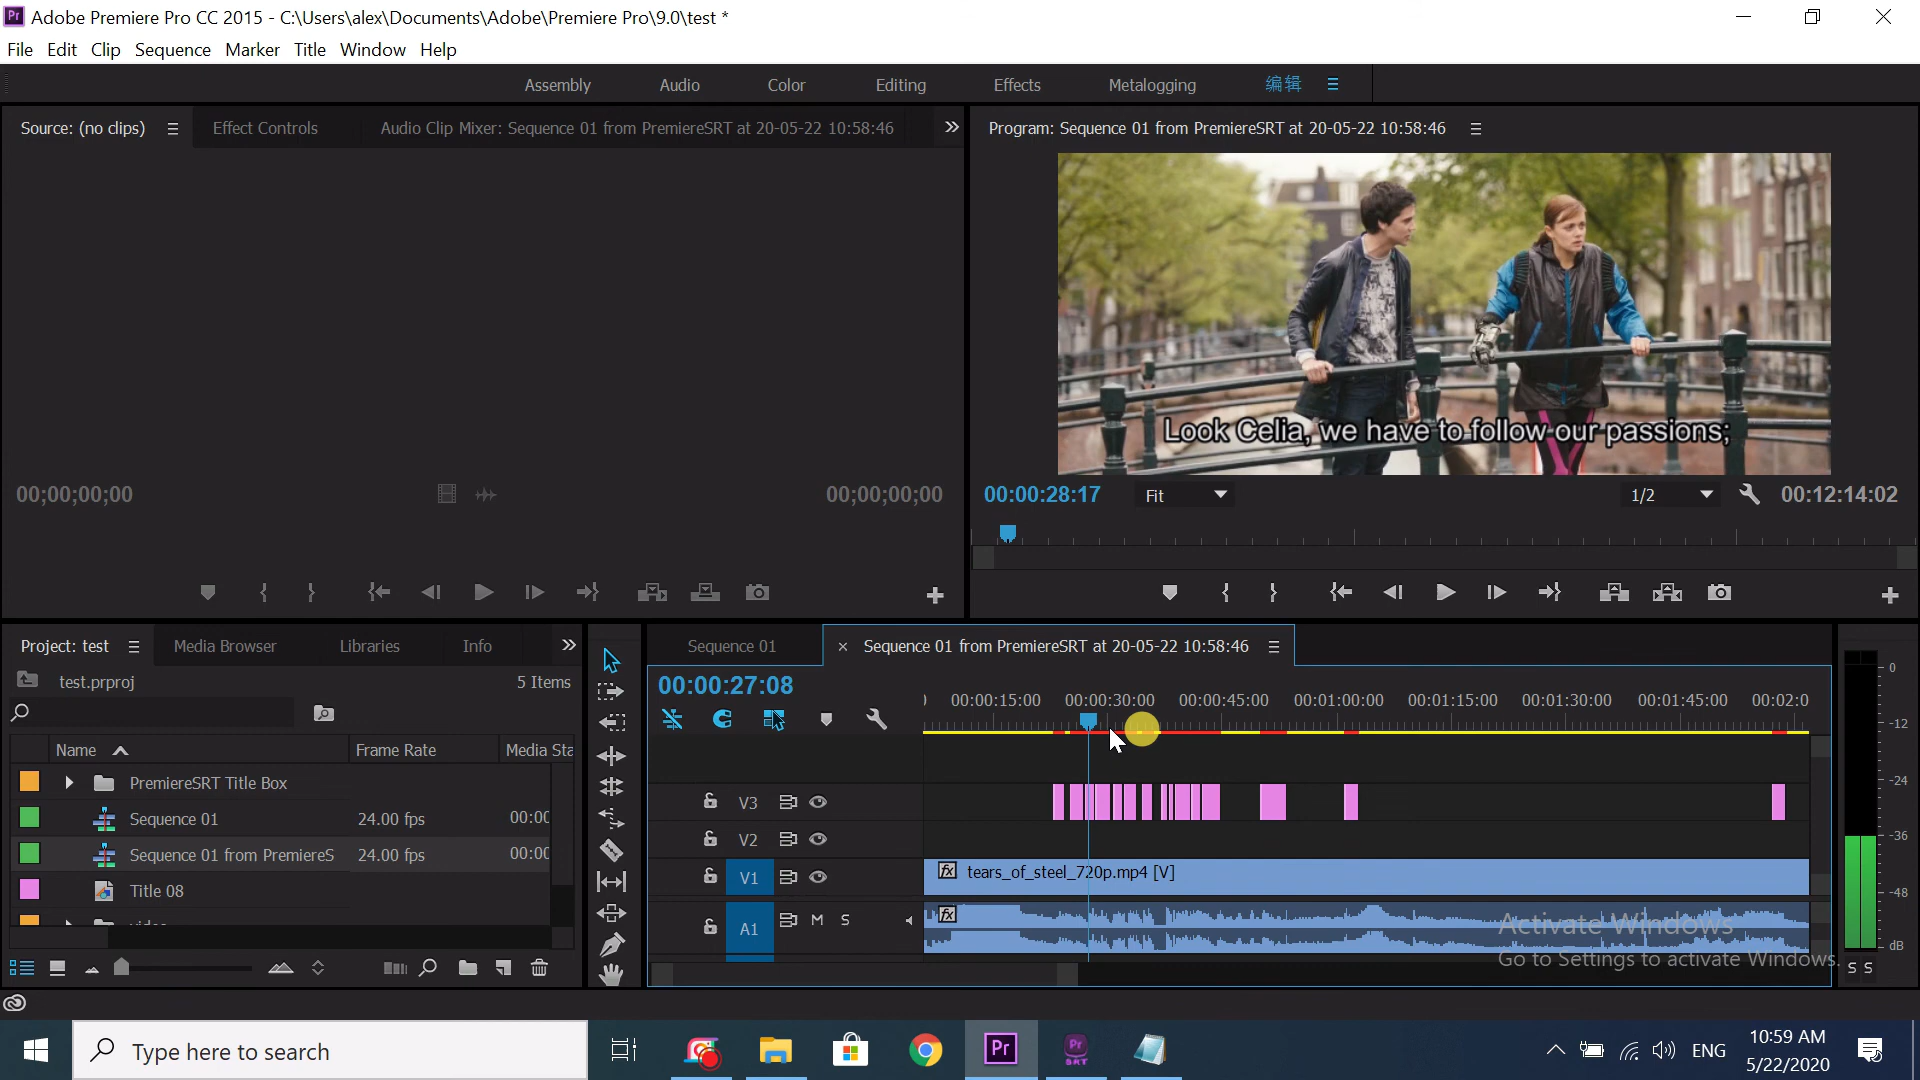 Adobe Premiere Pro CC 2015 - C:\Users\alex\Documents\Adobe\Premiere Pro\9.0\test *
File Edit Clip Sequence Marker Title Window Help
Assembly Audio Color Editing Effects Metalogging 编辑
Source: (no clips) Effect Controls Audio Clip Mixer: Sequence 01 from PremiereSRT at 20-05-22 10:58:46
Program: Sequence 01 from PremiereSRT at 20-05-22 10:58:46
Look Celia, we have to follow our passions;
00;00;00;00 00;00;00;00
00:00:28:17 Fit 1/2 00:12:14:02
Project: test Media Browser Libraries Info
test.prproj 5 Items
Name Frame Rate Media Sta
PremiereSRT Title Box
Sequence 01 24.00 fps 00:00
Sequence 01 from PremiereS 24.00 fps 00:00
Title 08
Sequence 01 Sequence 01 from PremiereSRT at 20-05-22 10:58:46
00:00:27:08
00:00:15:00 00:00:30:00 00:00:45:00 00:01:00:00 00:01:15:00 00:01:30:00 00:01:45:00 00:02:0
V3
V2
V1 fx tears_of_steel_720p.mp4 [V]
A1 M S fx
0
-12
-24
-36
-48
dB
S S
Activate Windows
Go to Settings to activate Windows.
Type here to search
Pr
Pr
SRT
ENG
10:59 AM
5/22/2020